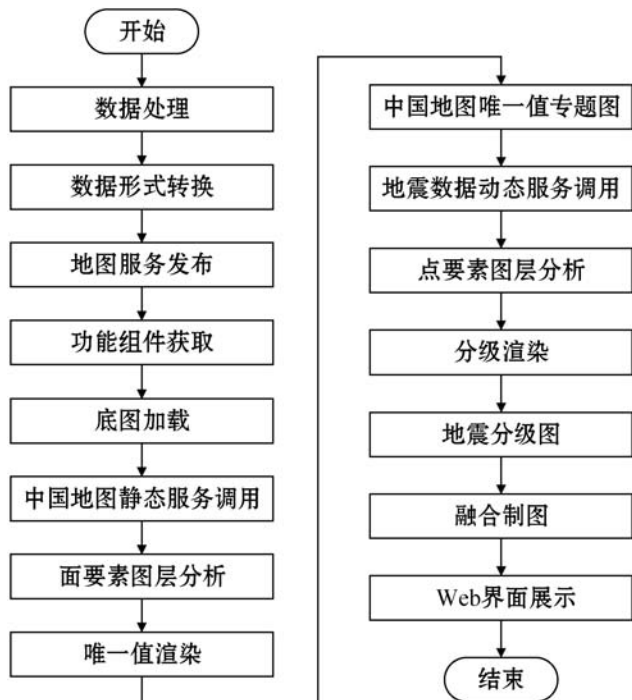 开始
数据处理
数据形式转换
地图服务发布
功能组件获取
底图加载
中国地图静态服务调用
面要素图层分析
唯一值渲染
中国地图唯一值专题图
地震数据动态服务调用
点要素图层分析
分级渲染
地震分级图
融合制图
Web界面展示
结束